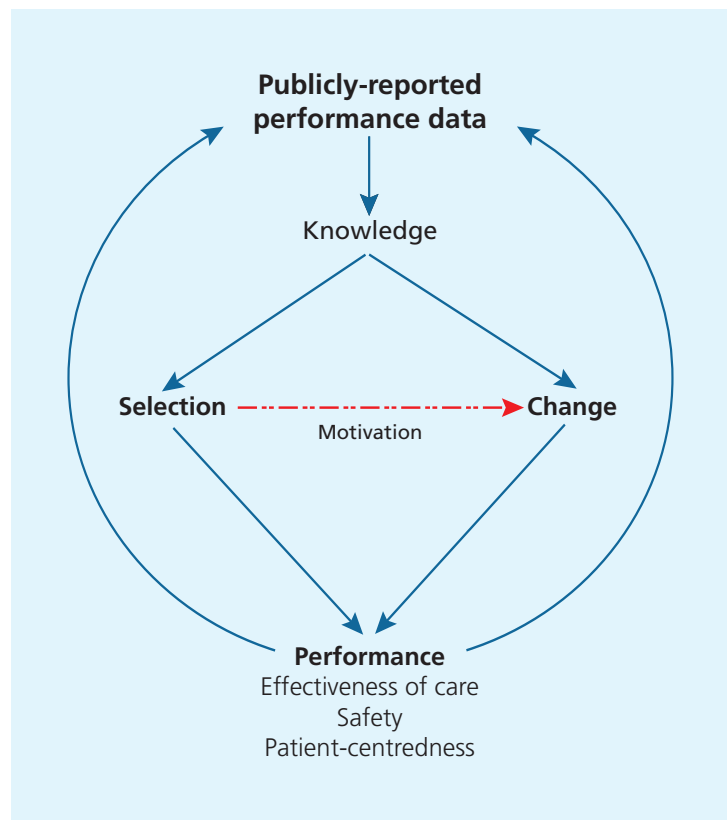 Publicly-reported
performance data
Knowledge
Selection
Change
Motivation
Performance
Effectiveness of care
Safety
Patient-centredness